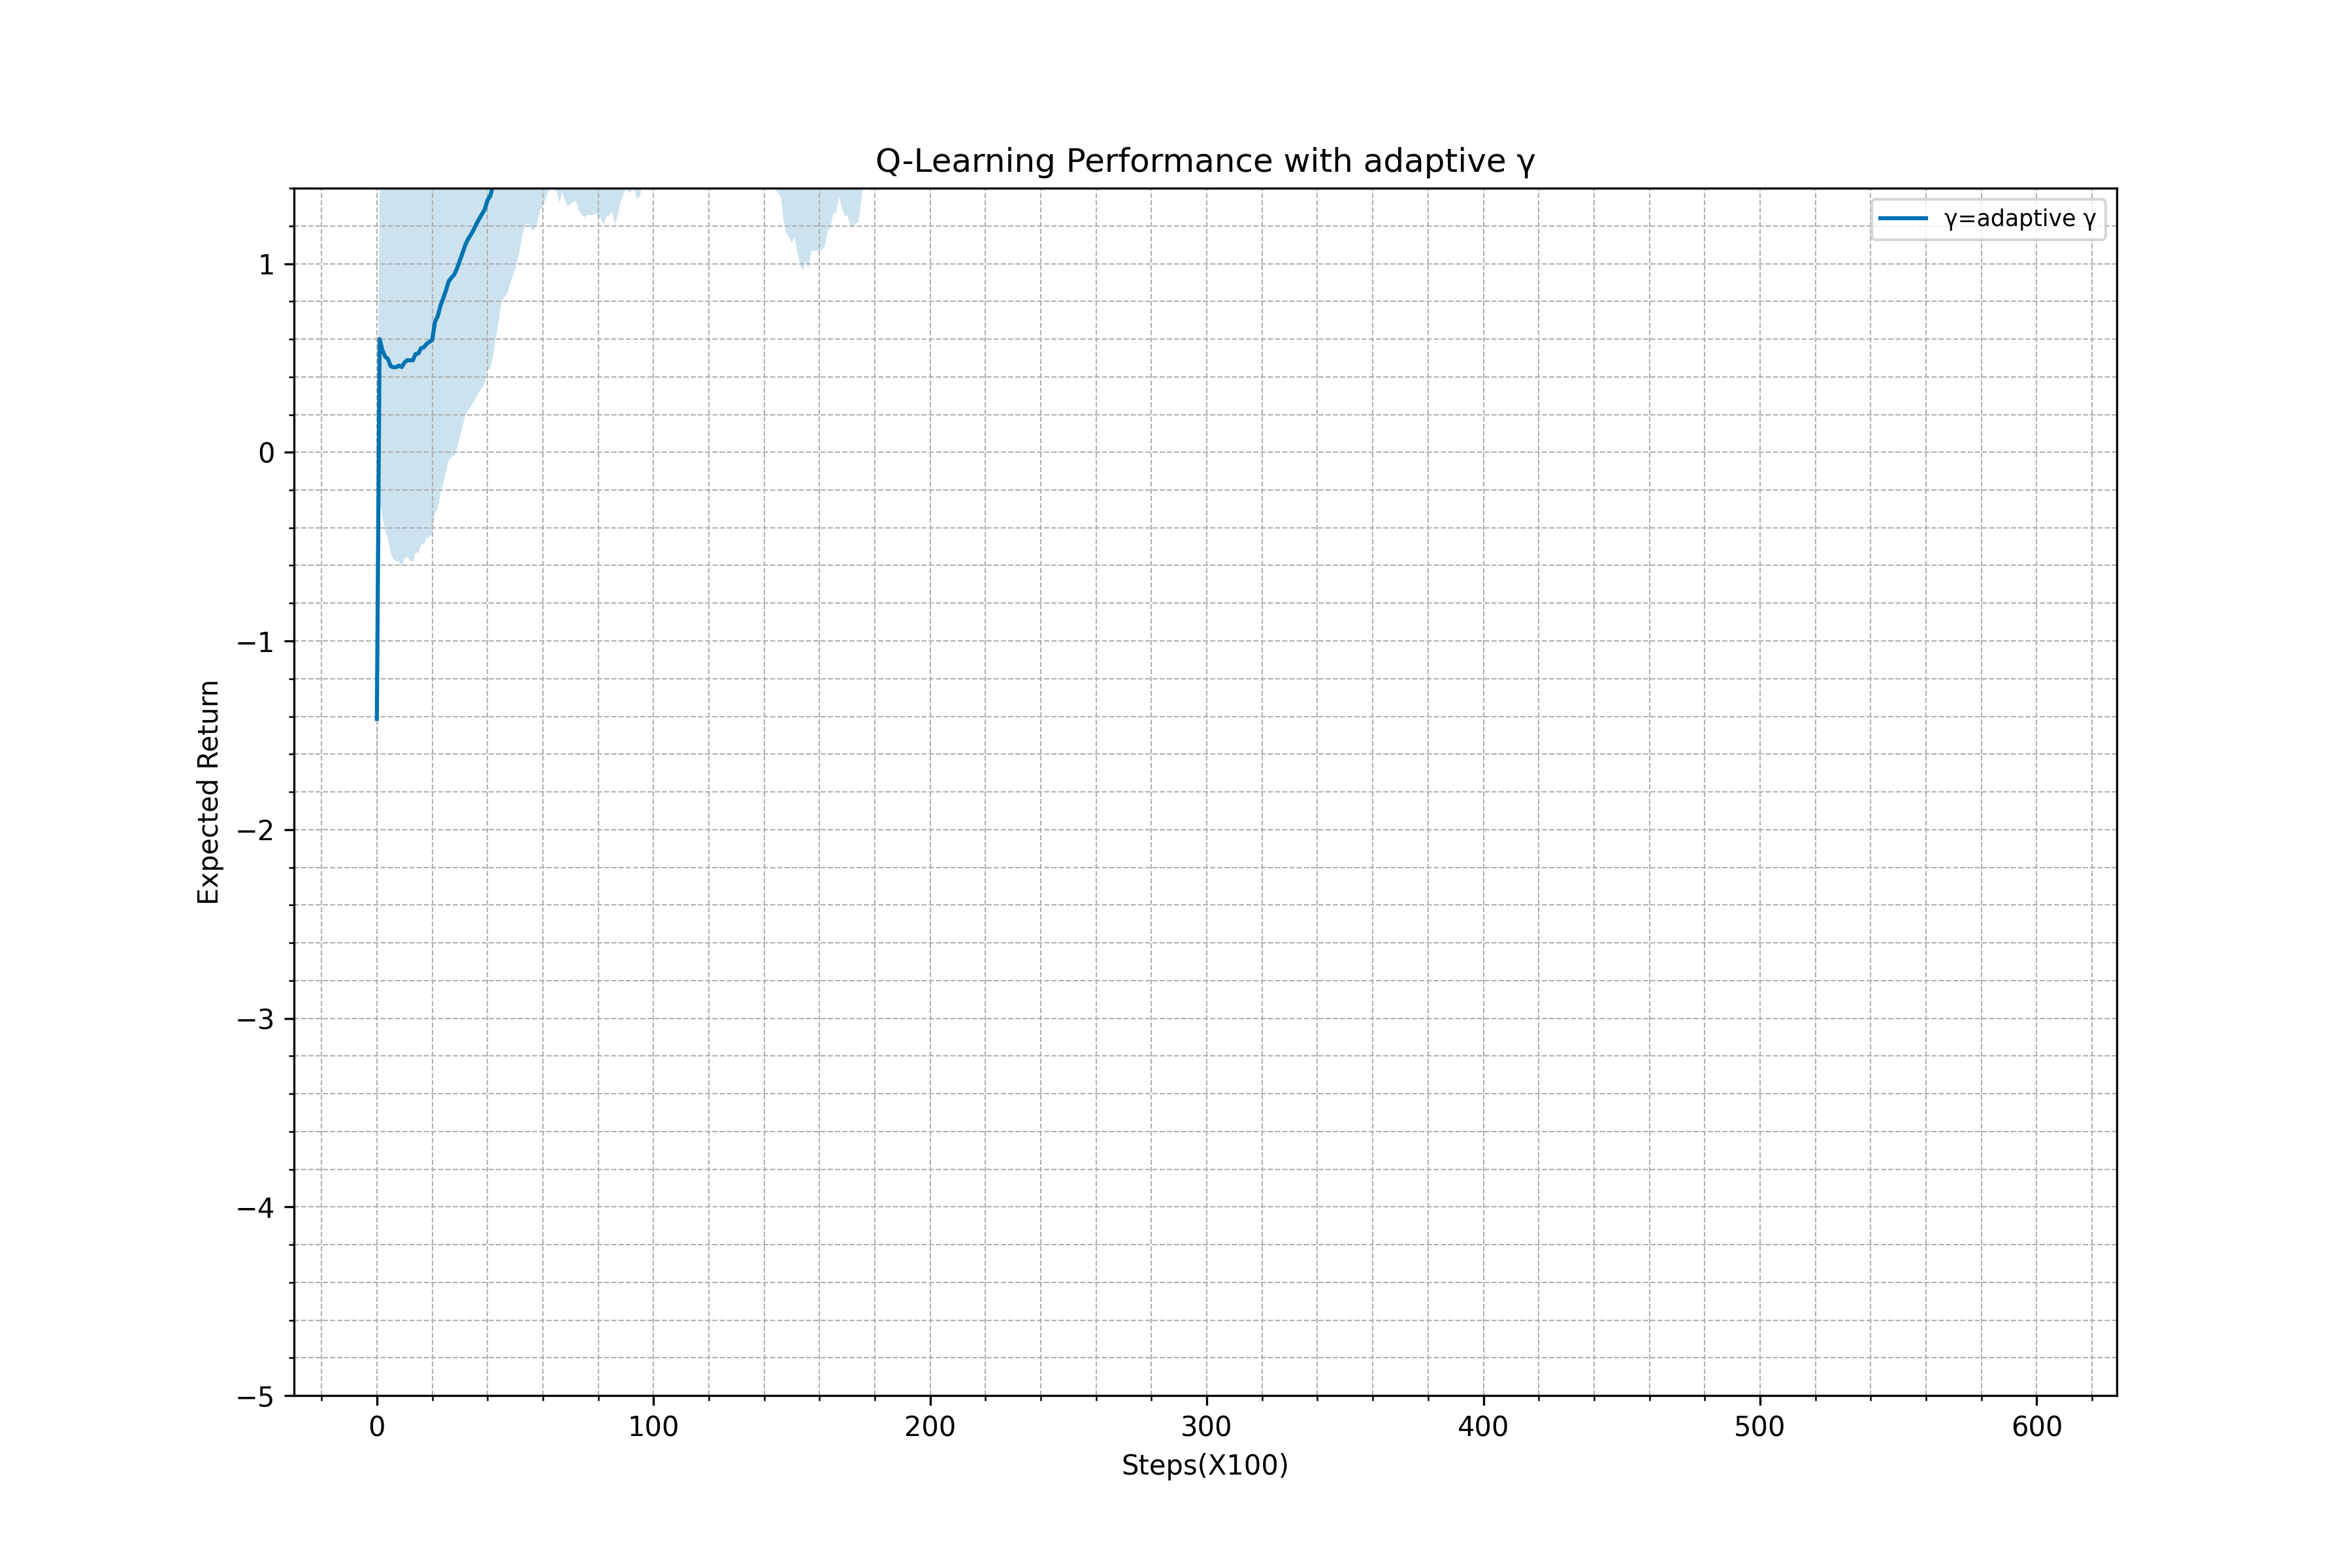 Q-Learning Performance with adaptive γ
γ=adaptive γ
Expected Return
1
0
−1
−2
−3
−4
−5
0 100 200 300 400 500 600
Steps(X100)